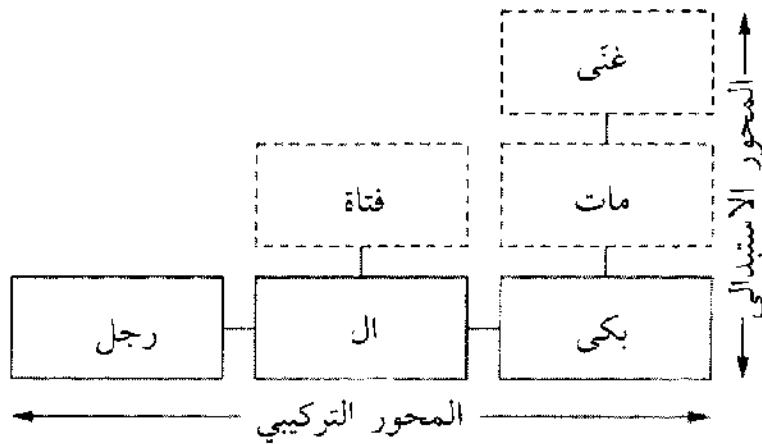 غنّى
فتاة مات
بكى ال رجل
المحور التركيبي
المحور الاستبدالي